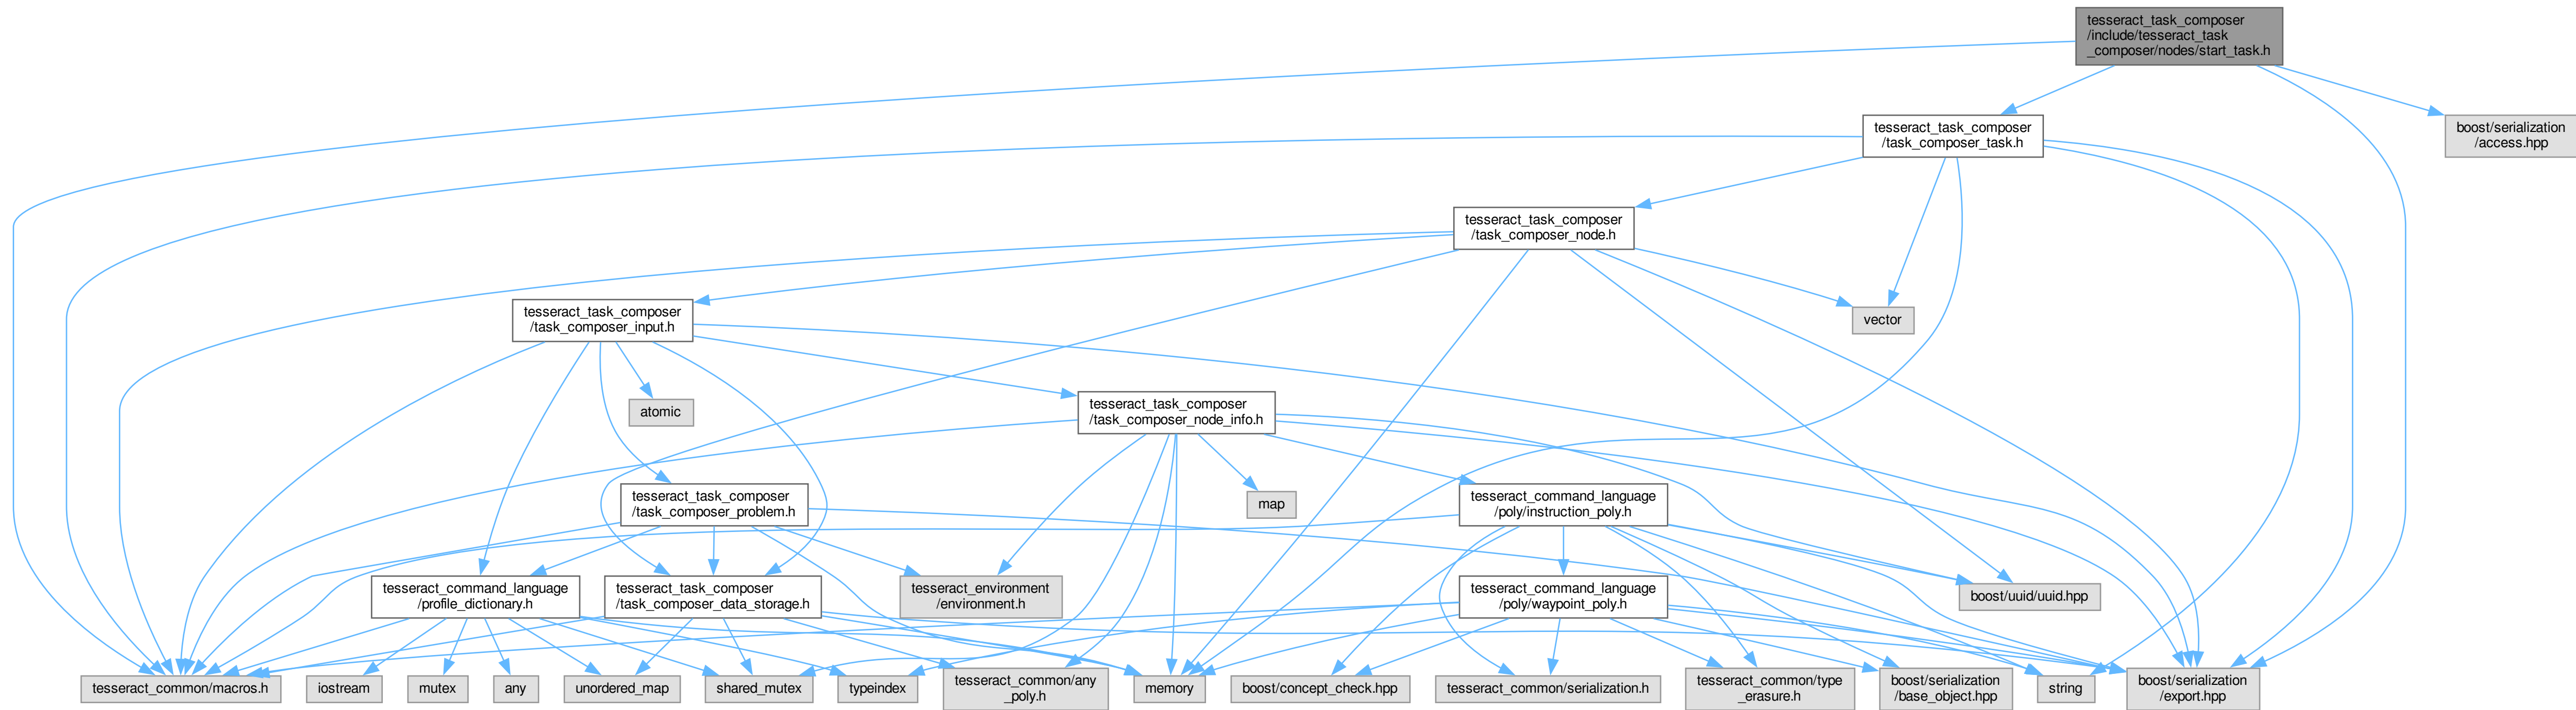 tesseract_task_composer
/include/tesseract_task
_composer/nodes/start_task.h
tesseract_task_composer
/task_composer_task.h
boost/serialization
/access.hpp
tesseract_task_composer
/task_composer_node.h
tesseract_task_composer
/task_composer_input.h
vector
atomic
tesseract_task_composer
/task_composer_node_info.h
tesseract_task_composer
/task_composer_problem.h
map
tesseract_command_language
/poly/instruction_poly.h
tesseract_command_language
/profile_dictionary.h
tesseract_task_composer
/task_composer_data_storage.h
tesseract_environment
/environment.h
tesseract_command_language
/poly/waypoint_poly.h
boost/uuid/uuid.hpp
tesseract_common/macros.h
iostream
mutex
any
unordered_map
shared_mutex
typeindex
tesseract_common/any
_poly.h
memory
boost/concept_check.hpp
tesseract_common/serialization.h
tesseract_common/type
_erasure.h
boost/serialization
/base_object.hpp
string
boost/serialization
/export.hpp